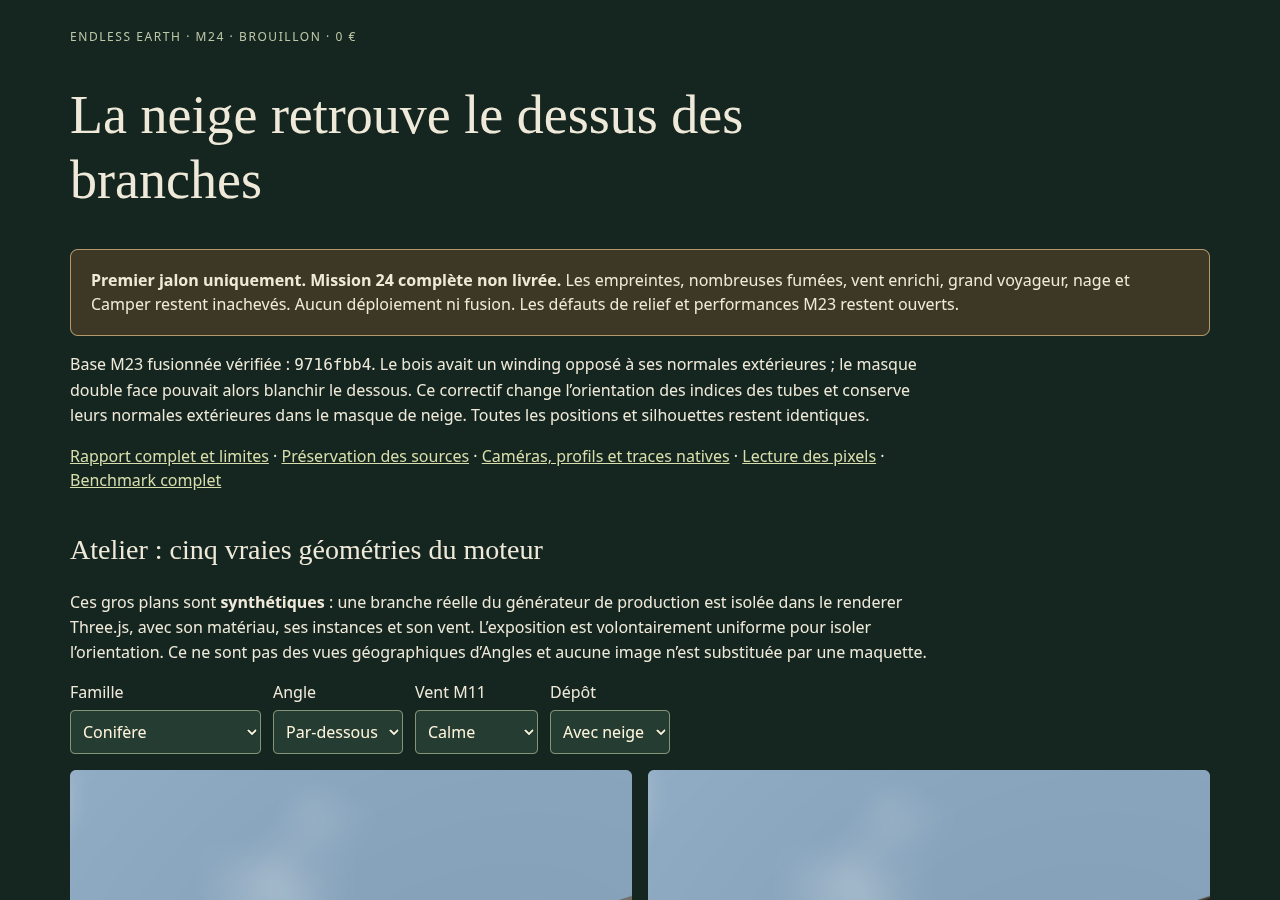 ENDLESS EARTH · M24 · BROUILLON · 0 €
La neige retrouve le dessus des
branches
Premier jalon uniquement. Mission 24 complète non livrée. Les empreintes, nombreuses fumées, vent enrichi, grand voyageur, nage et
Camper restent inachevés. Aucun déploiement ni fusion. Les défauts de relief et performances M23 restent ouverts.
Base M23 fusionnée vérifiée : 9716fbb4. Le bois avait un winding opposé à ses normales extérieures ; le masque
double face pouvait alors blanchir le dessous. Ce correctif change l’orientation des indices des tubes et conserve
leurs normales extérieures dans le masque de neige. Toutes les positions et silhouettes restent identiques.
Rapport complet et limites · Préservation des sources · Caméras, profils et traces natives · Lecture des pixels ·
Benchmark complet
Atelier : cinq vraies géométries du moteur
Ces gros plans sont synthétiques : une branche réelle du générateur de production est isolée dans le renderer
Three.js, avec son matériau, ses instances et son vent. L’exposition est volontairement uniforme pour isoler
l’orientation. Ce ne sont pas des vues géographiques d’Angles et aucune image n’est substituée par une maquette.
Famille Angle Vent M11 Dépôt
Conifère Par-dessous Calme Avec neige